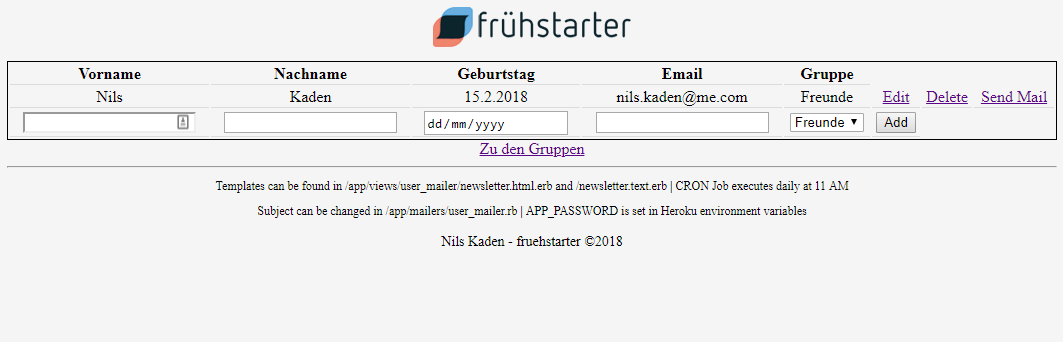 frühstarter
Vorname Nachname Geburtstag Email Gruppe
Nils Kaden 15.2.2018 nils.kaden@me.com Freunde Edit Delete Send Mail
dd/mm/yyyy Freunde Add
Zu den Gruppen
Templates can be found in /app/views/user_mailer/newsletter.html.erb and /newsletter.text.erb | CRON Job executes daily at 11 AM
Subject can be changed in /app/mailers/user_mailer.rb | APP_PASSWORD is set in Heroku environment variables
Nils Kaden - fruehstarter ©2018